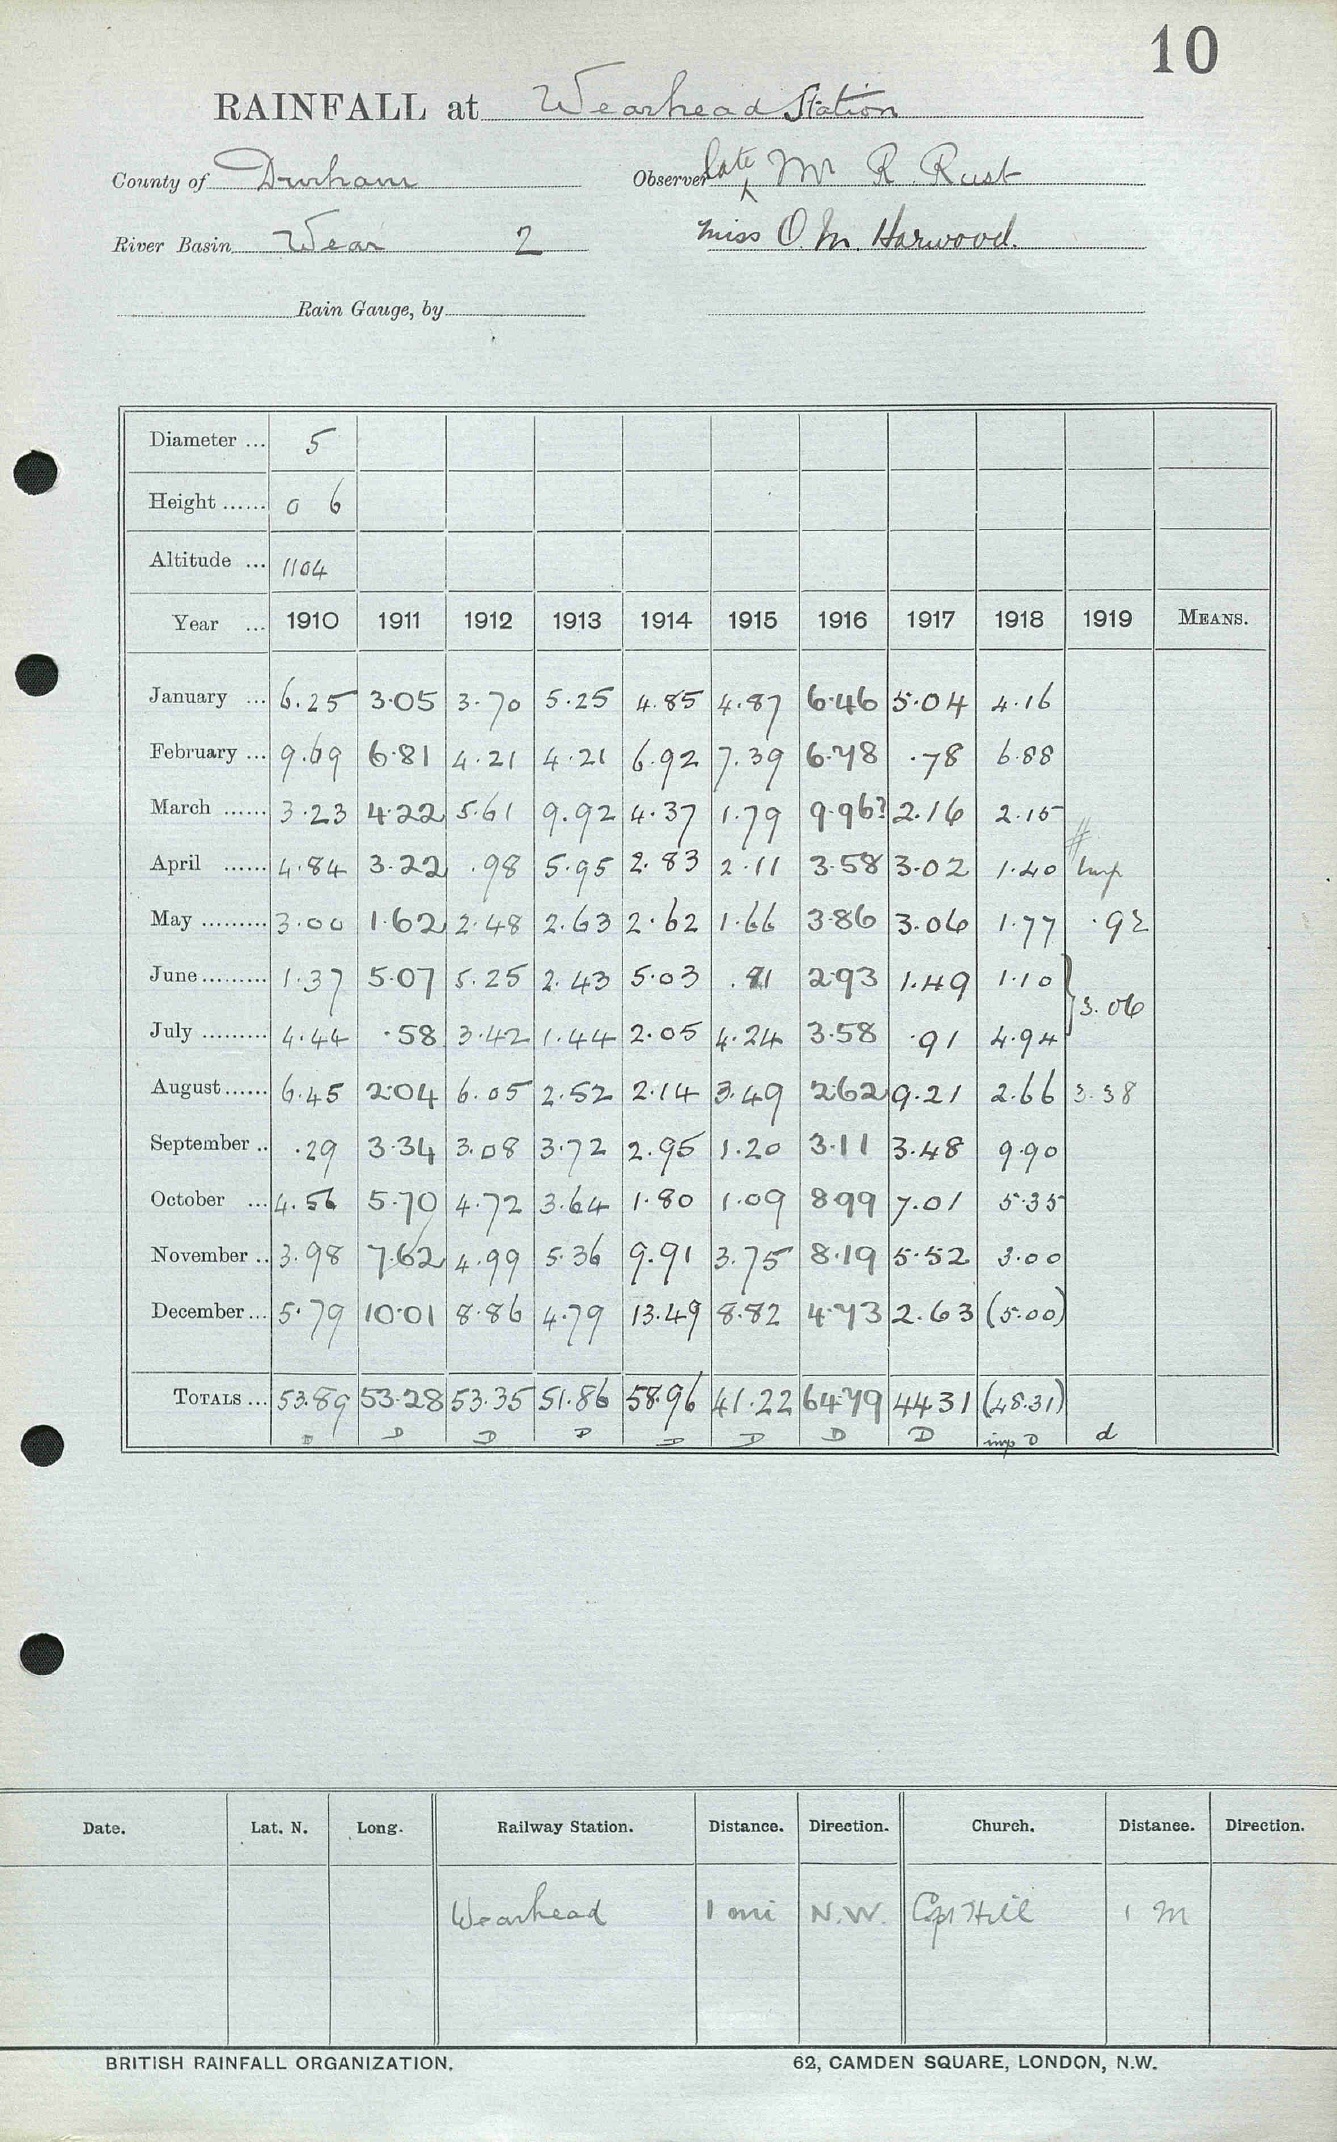 10
RAINFALL at Wearhead Station
County of Durham Observer late Mr R. Rust
River Basin Wear 2 Miss O. M. Harwood.
Rain Gauge, by
Diameter ... 5
Height ...... 0 6
Altitude ... 1104
Year ... 1910 1911 1912 1913 1914 1915 1916 1917 1918 1919 MEANS.
January ... 6.25 3.05 3.70 5.25 4.85 4.87 6.46 5.04 4.16
February ... 9.69 6.81 4.21 4.21 6.92 7.39 6.78 .78 6.88
March ...... 3.23 4.22 5.61 9.92 4.37 1.79 9.96? 2.16 2.15
April ...... 4.84 3.22 .98 5.95 2.83 2.11 3.58 3.02 1.40 Imp
May ......... 3.00 1.62 2.48 2.63 2.62 1.66 3.86 3.06 1.77 .92
June ......... 1.37 5.07 5.25 2.43 5.03 .81 2.93 1.49 1.10 } 3.06
July ......... 4.44 .58 3.42 1.44 2.05 4.24 3.58 .91 4.94
August ...... 6.45 2.04 6.05 2.52 2.14 3.49 2.62 9.21 2.66 3.38
September .. .29 3.34 3.08 3.72 2.95 1.20 3.11 3.48 9.90
October ... 4.56 5.70 4.72 3.64 1.80 1.09 8.99 7.01 5.35
November .. 3.98 7.62 4.99 5.36 9.91 3.75 8.19 5.52 3.00
December ... 5.79 10.01 8.86 4.79 13.49 8.82 4.73 2.63 (5.00)
TOTALS ... 53.89 53.28 53.35 51.86 58.96 41.22 64.79 44.31 (48.31)
D D D D D D D D imp D d
Date. Lat. N. Long. Railway Station. Distance. Direction. Church. Distance. Direction.
Wearhead 1 mi N.W. Cp Hill 1 m
BRITISH RAINFALL ORGANIZATION. 62, CAMDEN SQUARE, LONDON, N.W.